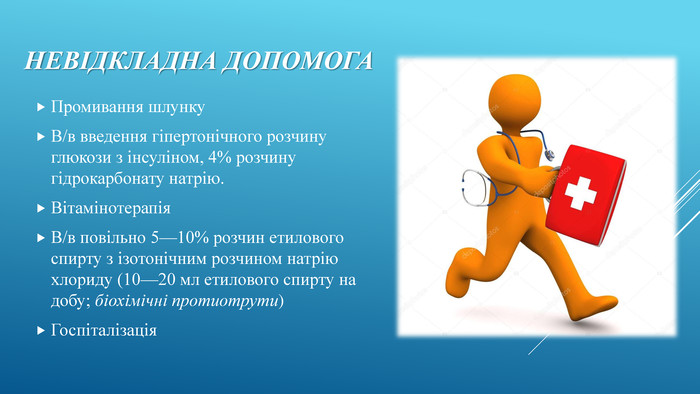 НЕВІДКЛАДНА ДОПОМОГА
Промивання шлунку
В/в введення гіпертонічного розчину
глюкози з інсуліном, 4% розчину
гідрокарбонату натрію.
Вітамінотерапія
В/в повільно 5—10% розчин етилового
спирту з ізотонічним розчином натрію
хлориду (10—20 мл етилового спирту на
добу; біохімічні протиотрути)
Госпіталізація